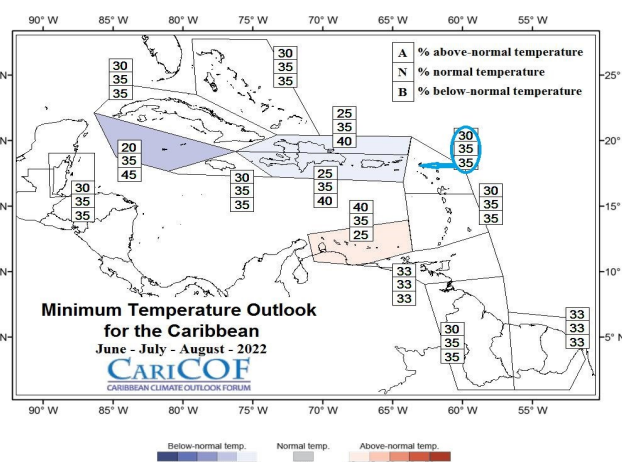 90° W 85° W 80° W 75° W 70° W 65° W 60° W 55° W
A % above-normal temperature
N % normal temperature
B % below-normal temperature
30
35
35
30
35
35
25
35
40
30
35
35
20
35
45
30
35
35
30
35
35
25
35
40
30
35
35
40
35
25
33
33
33
30
35
35
33
33
33
N
25°
N
20°
N
15°
N
10°
N
5° N
Minimum Temperature Outlook
for the Caribbean
June - July - August - 2022
CARICOF
CARIBBEAN CLIMATE OUTLOOK FORUM
90° W 85° W 80° W 75° W 70° W 65° W 60° W 55° W
Below-normal temp. Normal temp. Above-normal temp.